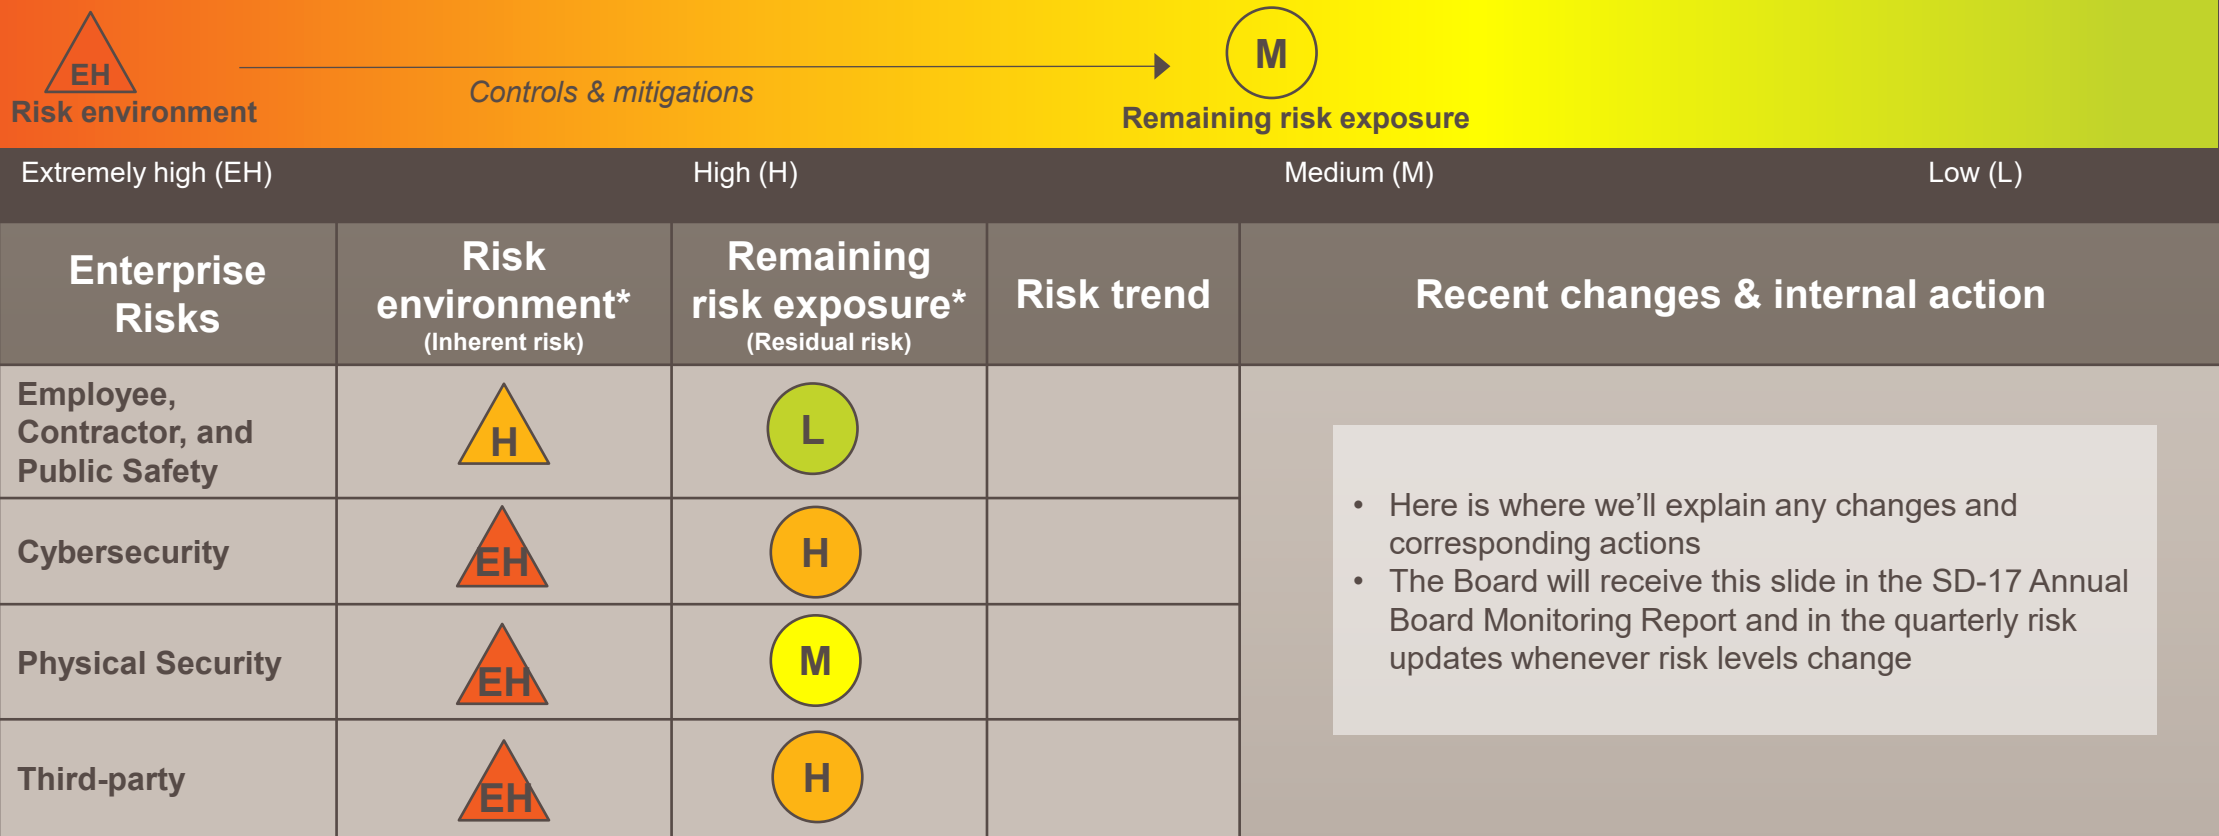 EH
Risk environment
Controls & mitigations
M
Remaining risk exposure
Extremely high (EH)
High (H)
Medium (M)
Low (L)
Enterprise
Risks
Risk
environment*
(Inherent risk)
Remaining
risk exposure*
(Residual risk)
Risk trend
Recent changes & internal action
Employee,
Contractor, and
Public Safety
H
L
Cybersecurity
EH
H
Physical Security
EH
M
Third-party
EH
H
• Here is where we’ll explain any changes and
corresponding actions
• The Board will receive this slide in the SD-17 Annual
Board Monitoring Report and in the quarterly risk
updates whenever risk levels change